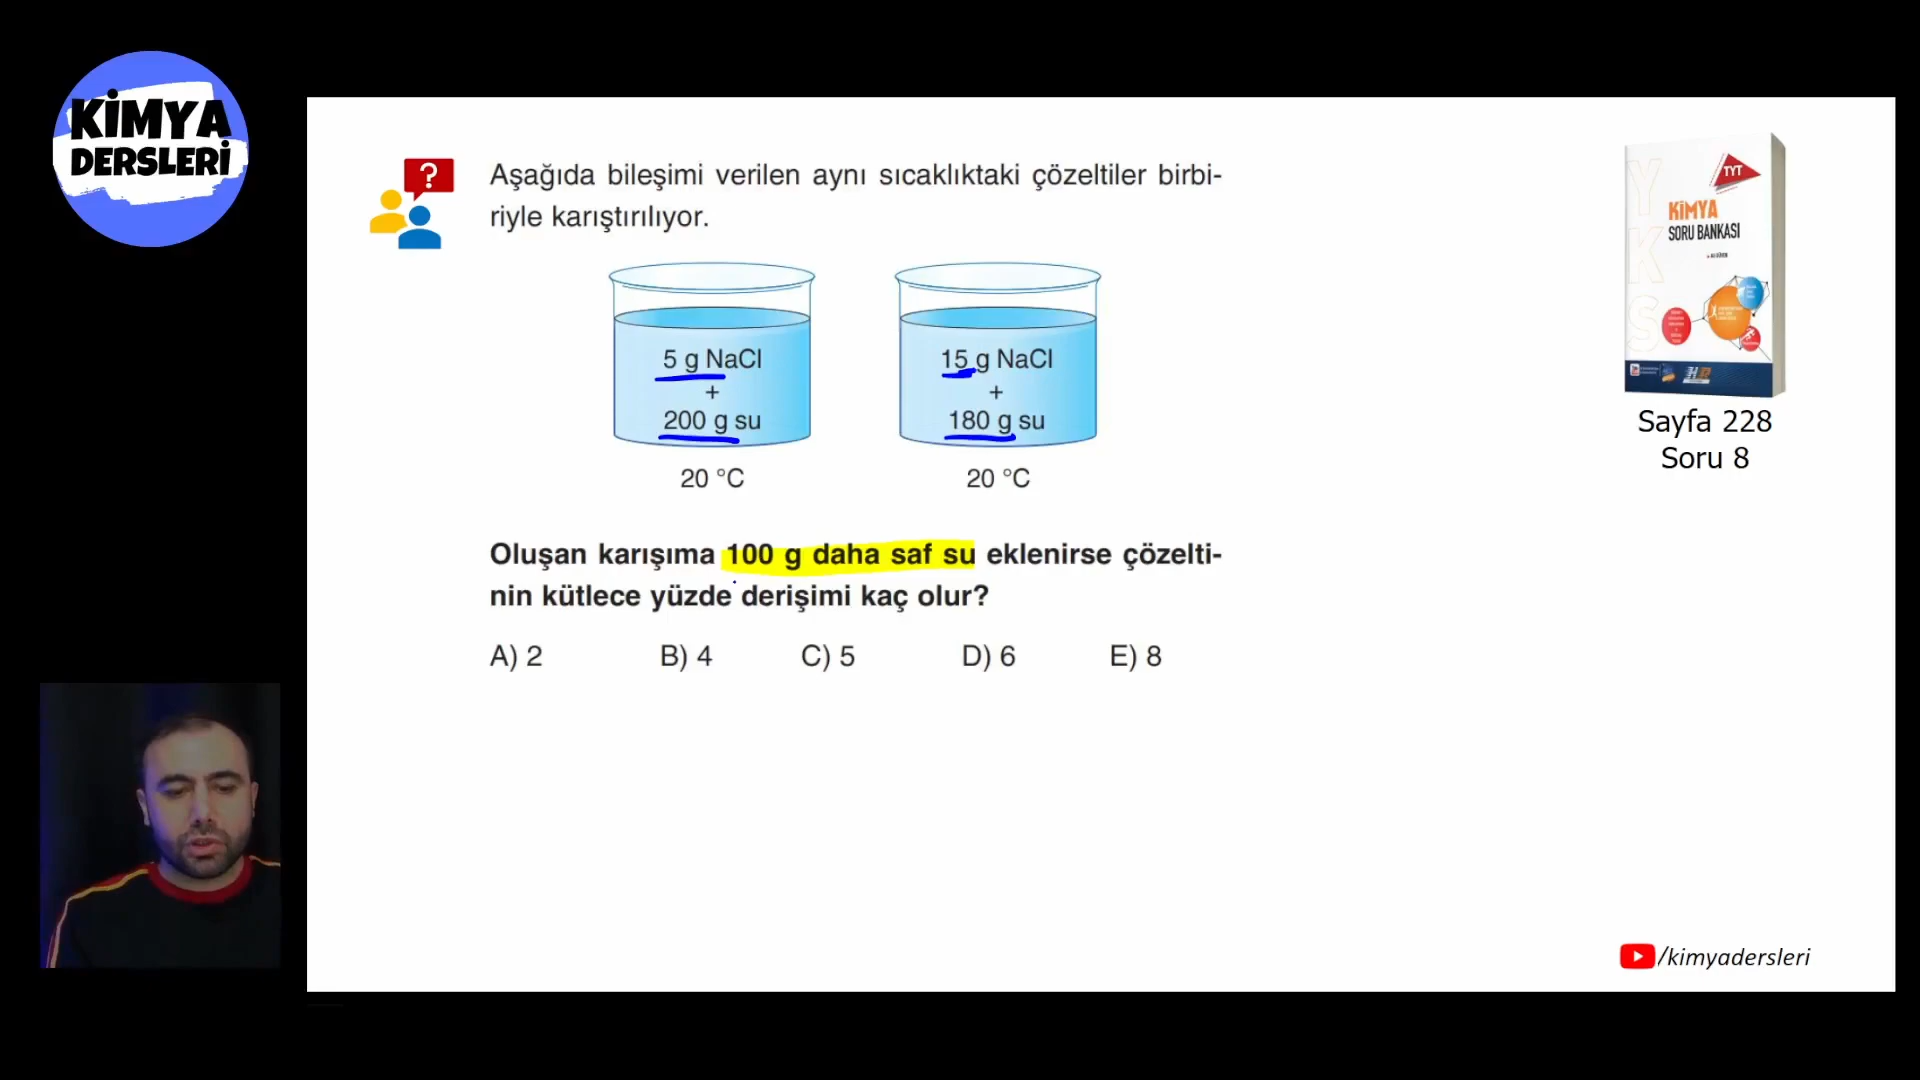 KİMYA
DERSLERİ
?
Aşağıda bileşimi verilen aynı sıcaklıktaki çözeltiler birbi-
riyle karıştırılıyor.
5 g NaCl
+
200 g su
20 °C
15 g NaCl
+
180 g su
20 °C
Oluşan karışıma 100 g daha saf su eklenirse çözelti-
nin kütlece yüzde derişimi kaç olur?
A) 2 B) 4 C) 5 D) 6 E) 8
YKS
TYT
KİMYA
SORU BANKASI
Sayfa 228
Soru 8
/kimyadersleri